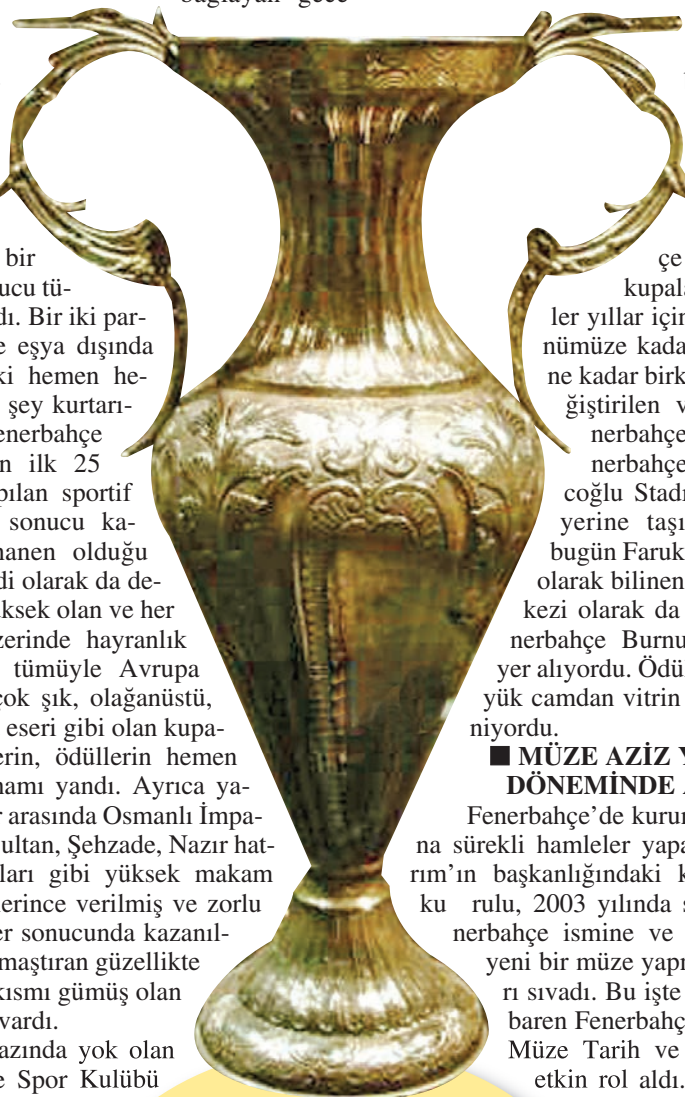 bağlayan gece
bir
ucu tü-
dı. Bir iki par-
e eşya dışında
ki hemen he-
şey kurtarı-
enerbahçe
n ilk 25
pılan sportif
sonucu ka-
manen olduğu
di olarak da de-
üksek olan ve her
zerinde hayranlık
tümüyle Avrupa
çok şık, olağanüstü,
eseri gibi olan kupa-
erin, ödüllerin hemen
namı yandı. Ayrıca ya-
r arasında Osmanlı İmpa-
ultan, Şehzade, Nazır hat-
ları gibi yüksek makam
lerince verilmiş ve zorlu
er sonucunda kazanıl-
maştıran güzellikte
kısmı gümüş olan
vardı.
azında yok olan
e Spor Kulübü
çe
kupala
ler yıllar için
nümüze kada
ne kadar birk
ğiştirilen v
nerbahçe
nerbahçe
coğlu Stadı
yerine taşı
bugün Faruk
olarak bilinen
kezi olarak da
nerbahçe Burnu
yer alıyordu. Ödü
yük camdan vitrin
niyordu.
■ MÜZE AZİZ Y
DÖNEMİNDE A
Fenerbahçe’de kurum
na sürekli hamleler yapa
rım’ın başkanlığındaki k
ku rulu, 2003 yılında s
nerbahçe ismine ve
yeni bir müze yapı
rı sıvadı. Bu işte
baren Fenerbahçe
Müze Tarih ve
etkin rol aldı.